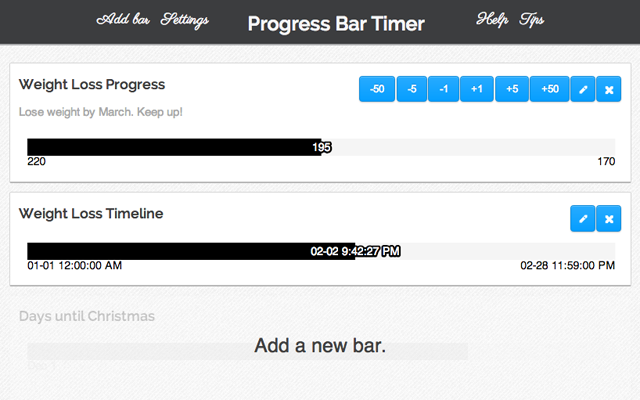 Add bar Settings Progress Bar Timer Help Tips
Weight Loss Progress
-50 -5 -1 +1 +5 +50
Lose weight by March. Keep up!
195
220 170
Weight Loss Timeline
02-02 9:42:27 PM
01-01 12:00:00 AM 02-28 11:59:00 PM
Days until Christmas
Add a new bar.